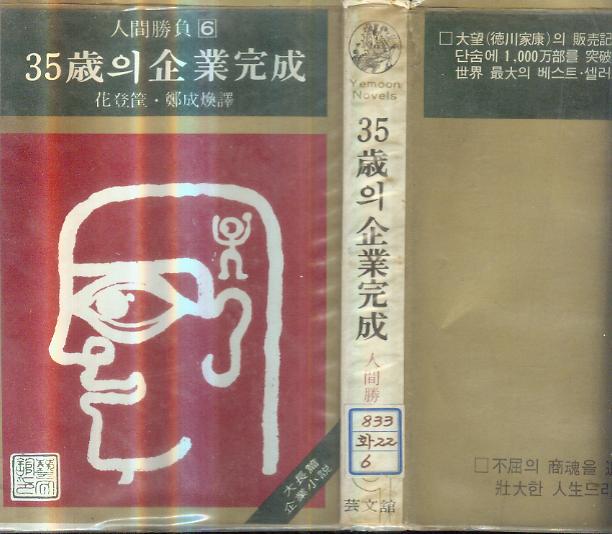 人間勝負 6
35歲의 企業完成
花登筐 · 鄭成煥譯
大長篇
企業小說
Yemoon
Novels
35歲의 企業完成
人間勝
833
화22
6
芸文舘
□ 大望(徳川家康)의 販売記
단숨에 1,000万部를 突破
世界 最大의 베스트·셀러
□ 不屈의 商魂을
壯大한 人生드라